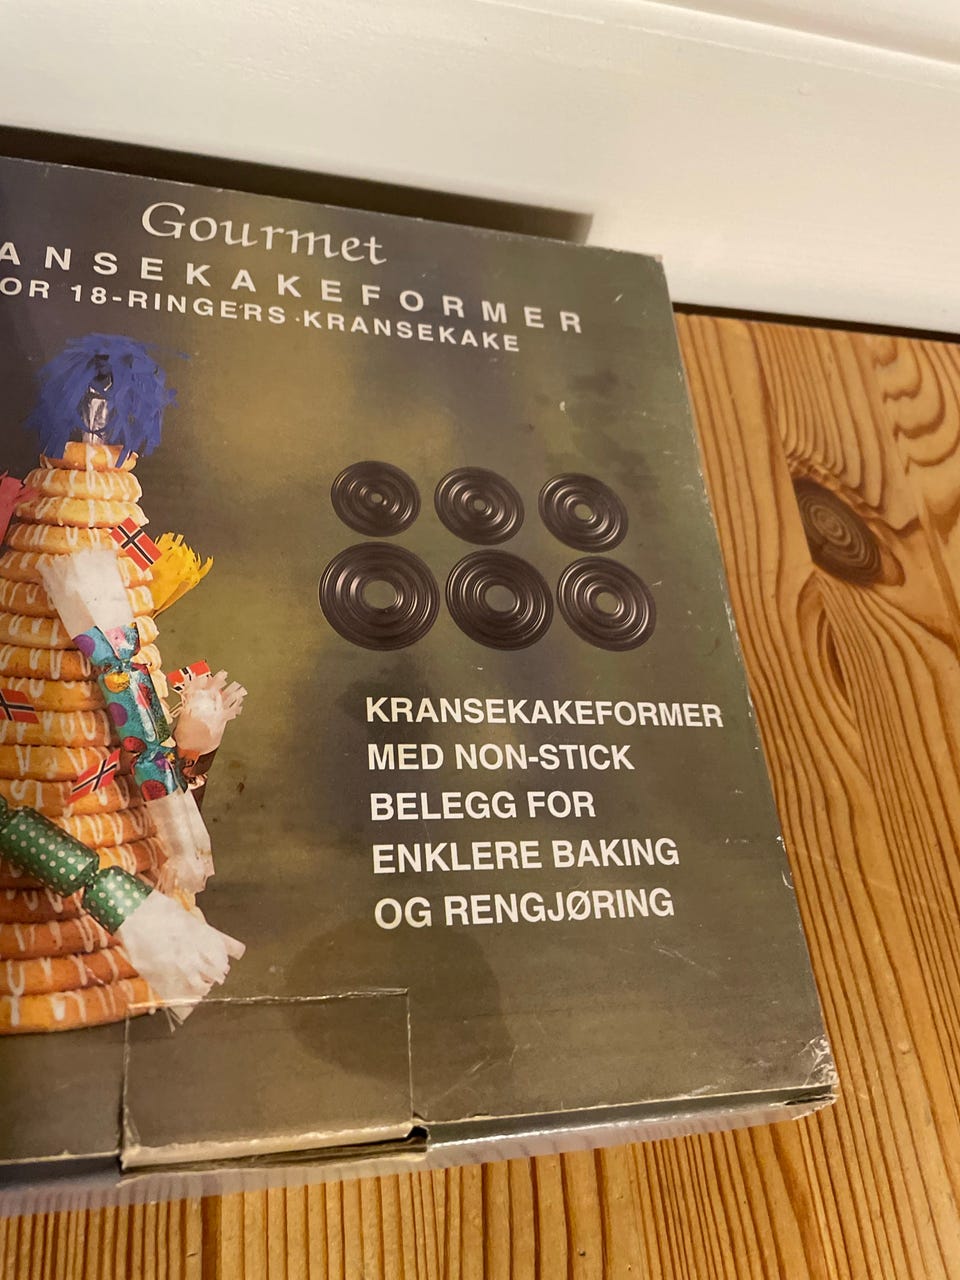 Gourmet
ANSEKAKEFORMER
OR 18-RINGERS KRANSEKAKE
KRANSEKAKEFORMER
MED NON-STICK
BELEGG FOR
ENKLERE BAKING
OG RENGJØRING